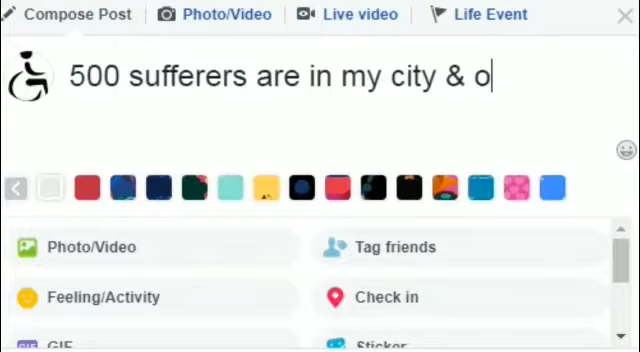 Compose Post Photo/Video Live video Life Event
500 sufferers are in my city & o
Photo/Video Tag friends
Feeling/Activity Check in
GIF Sticker